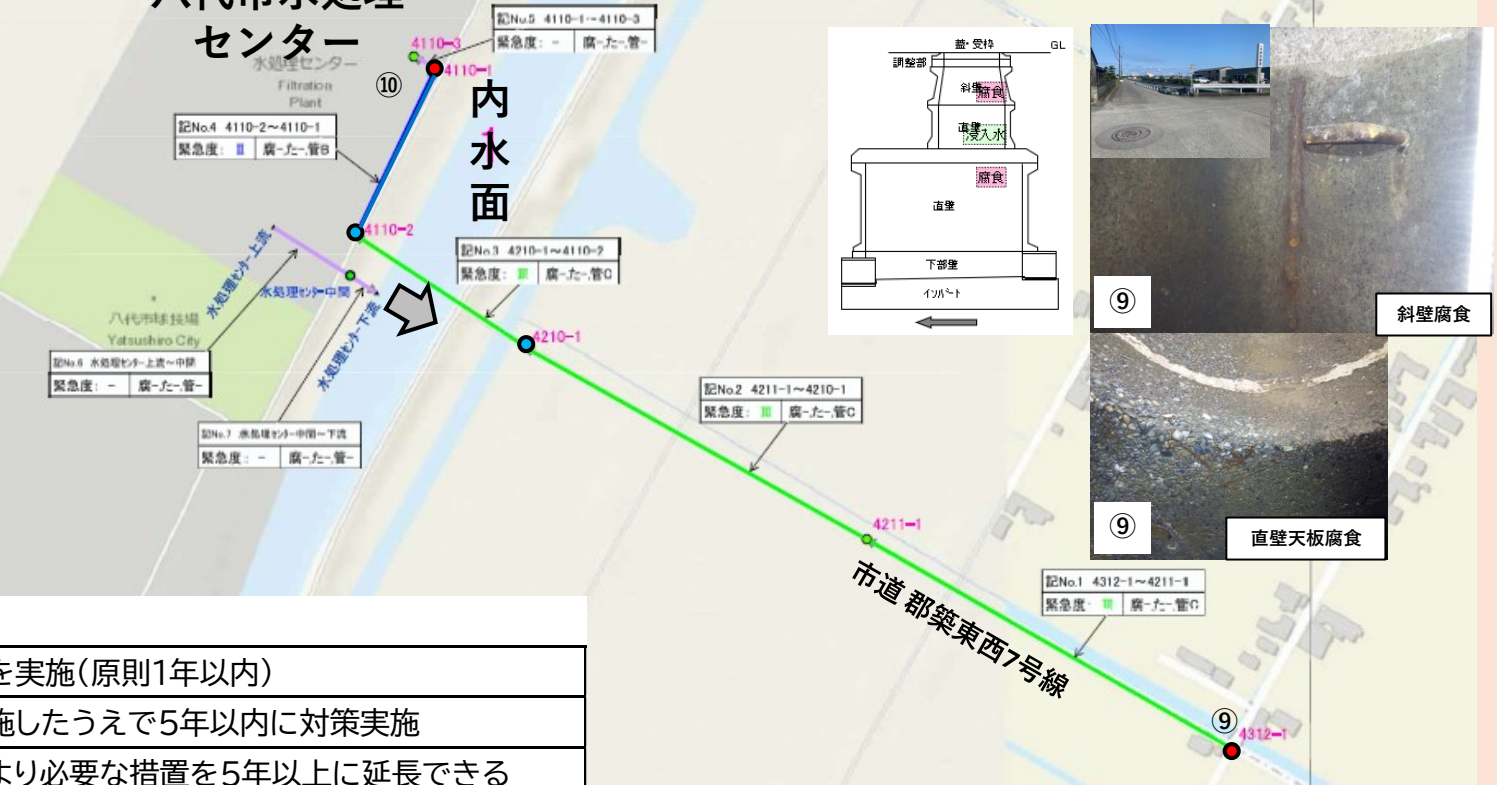 八代市水処理
センター
水処理センター
Filtration
Plant
⑩
4110-3
4110-1
記No.5 4110-1~4110-3
緊急度: - 腐-.た-.管-
内
水
面
記No.4 4110-2~4110-1
緊急度: Ⅱ 腐-.た-.管B
4110-2
記No.3 4210-1~4110-2
緊急度: Ⅲ 腐-.た-.管C
水処理センター上流
水処理センター中間
水処理センター下流
八代市球技場
Yatsushiro City
記No.6 水処理センター上流~中間
緊急度: - 腐-.た-.管-
記No.7 水処理センター中間~下流
緊急度: - 腐-.た-.管-
4210-1
記No.2 4211-1~4210-1
緊急度: Ⅲ 腐-.た-.管C
4211-1
市道 郡築東西7号線
記No.1 4312-1~4211-1
緊急度: Ⅲ 腐-.た-.管C
⑨
4312-1
蓋・受枠
GL
調整部
斜壁
腐食
直壁
浸入水
腐食
直壁
下部壁
インバート
⑨
斜壁腐食
⑨
直壁天板腐食
を実施(原則1年以内)
施したうえで5年以内に対策実施
より必要な措置を5年以上に延長できる